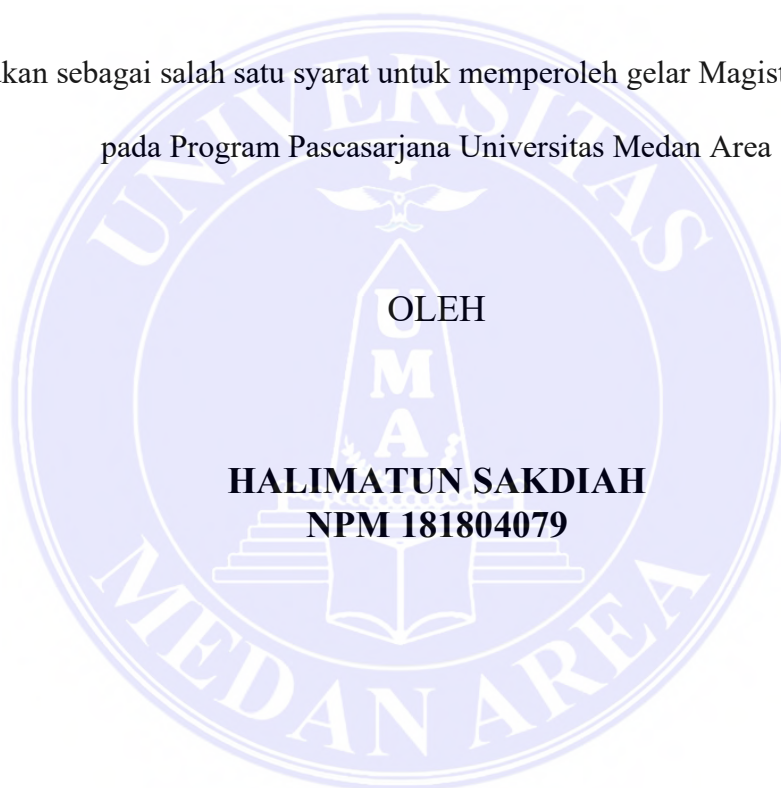 kan sebagai salah satu syarat untuk memperoleh gelar Magist
pada Program Pascasarjana Universitas Medan Area
UNIVERSITAS
OLEH
UMA
HALIMATUN SAKDIAH
NPM 181804079
MEDAN AREA